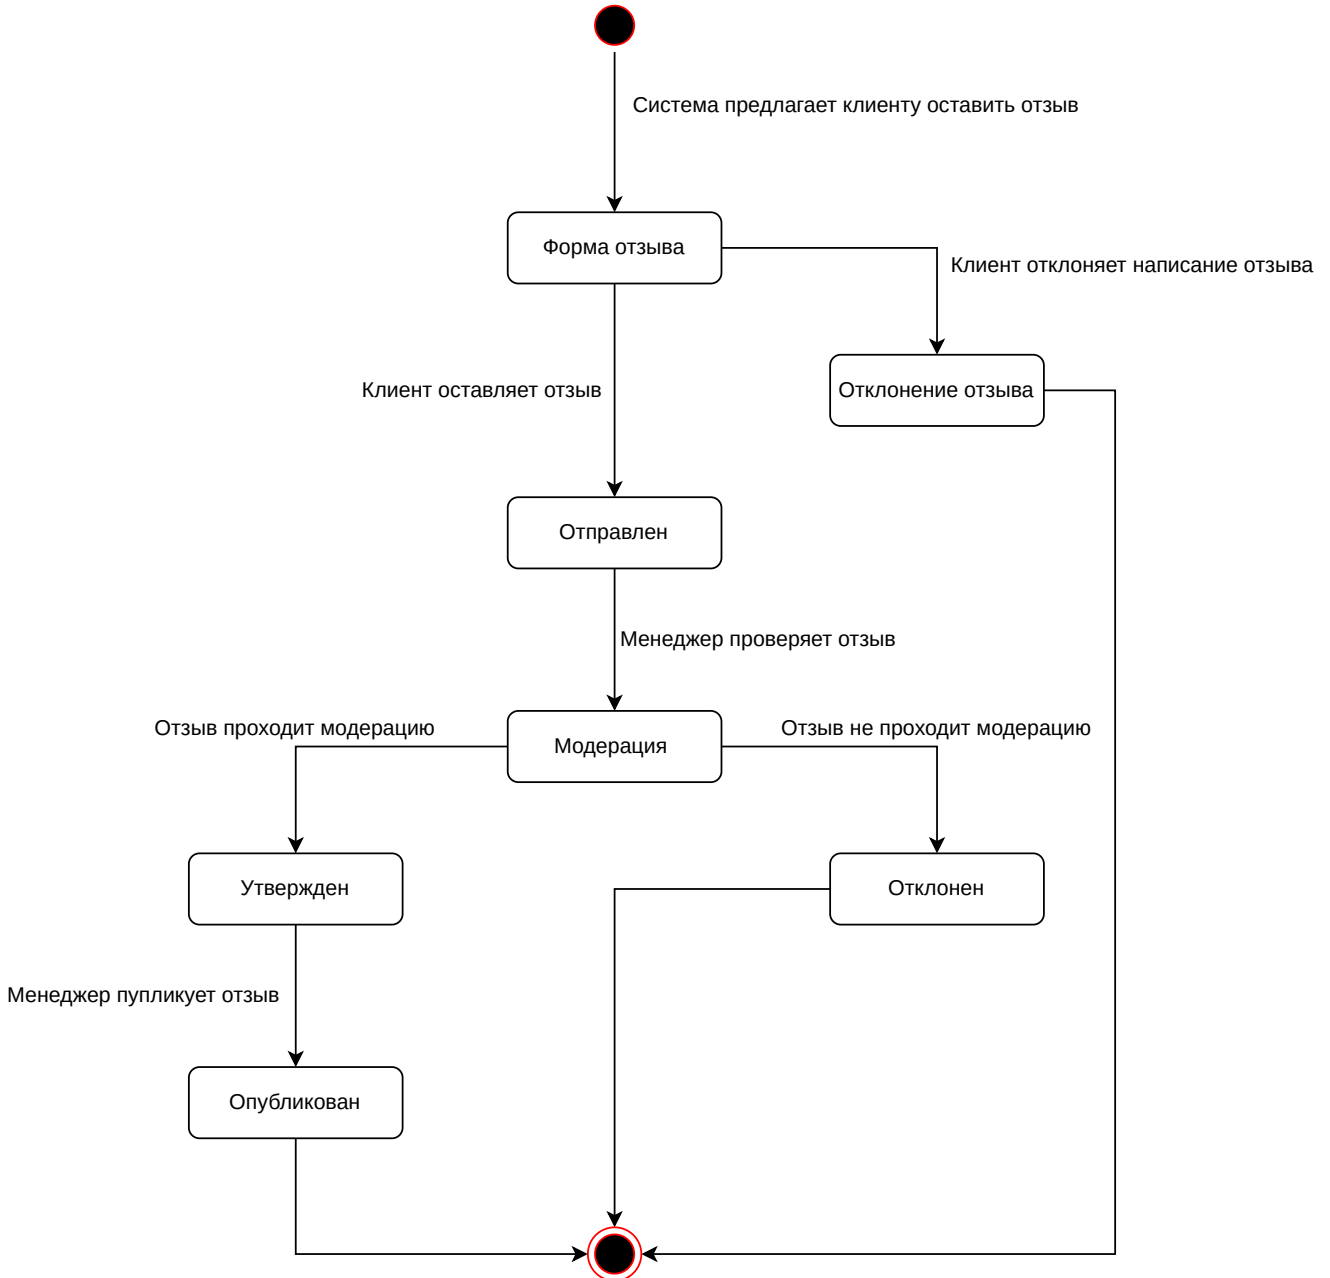 Система предлагает клиенту оставить отзыв
Форма отзыва
Клиент отклоняет написание отзыва
Клиент оставляет отзыв
Отклонение отзыва
Отправлен
Менеджер проверяет отзыв
Отзыв проходит модерацию
Отзыв не проходит модерацию
Модерация
Утвержден
Отклонен
Менеджер пупликует отзыв
Опубликован